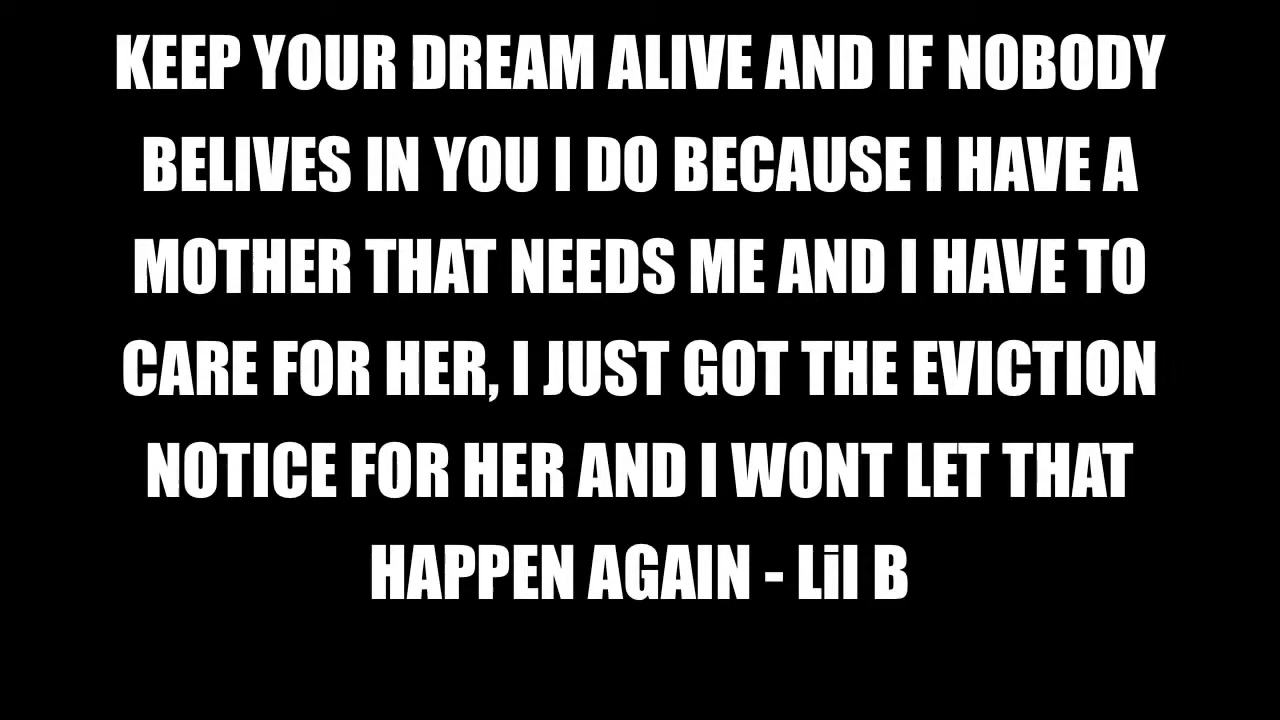 KEEP YOUR DREAM ALIVE AND IF NOBODY
BELIVES IN YOU I DO BECAUSE I HAVE A
MOTHER THAT NEEDS ME AND I HAVE TO
CARE FOR HER, I JUST GOT THE EVICTION
NOTICE FOR HER AND I WONT LET THAT
HAPPEN AGAIN - Lil B